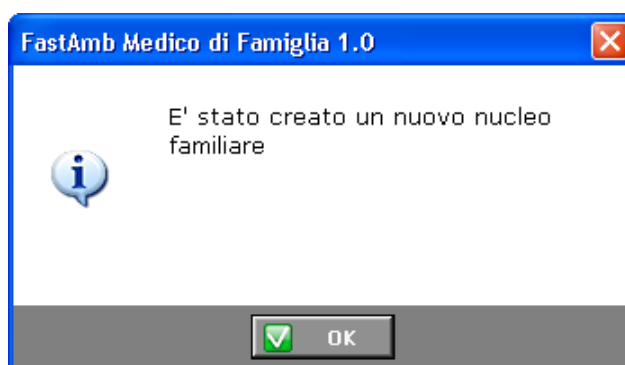 FastAmb Medico di Famiglia 1.0
E' stato creato un nuovo nucleo
familiare
OK